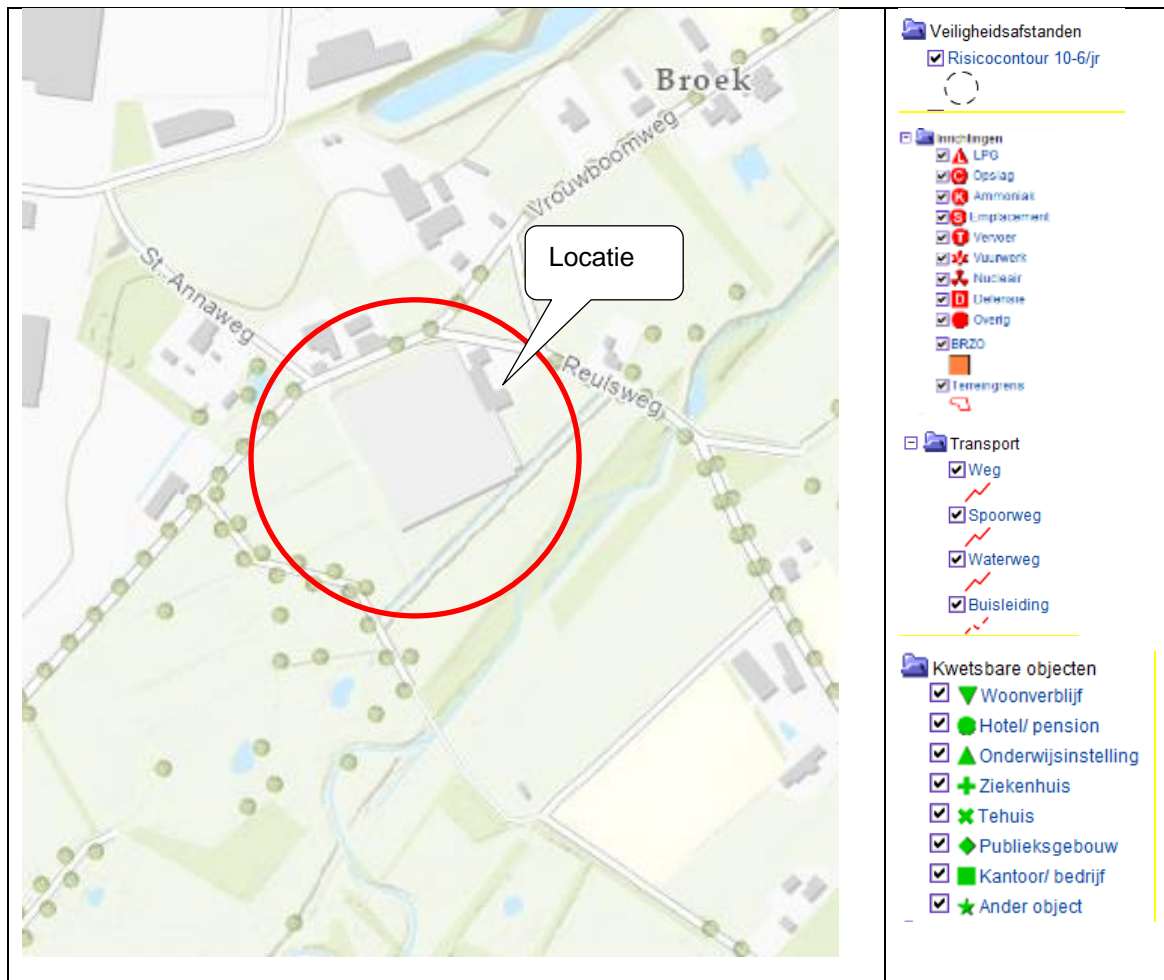 Broek
Vrouwboomweg
Locatie
St. Annaweg
Reulsweg
Veiligheidsafstanden
Risicocontour 10-6/jr
Inrichtingen
LPG
Opslag
Ammoniak
Emplacement
Vervoer
Vuurwerk
Nucleair
Defensie
Overig
BRZO
Terreingrens
Transport
Weg
Spoorweg
Waterweg
Buisleiding
Kwetsbare objecten
Woonverblijf
Hotel/ pension
Onderwijsinstelling
Ziekenhuis
Tehuis
Publieksgebouw
Kantoor/ bedrijf
Ander object